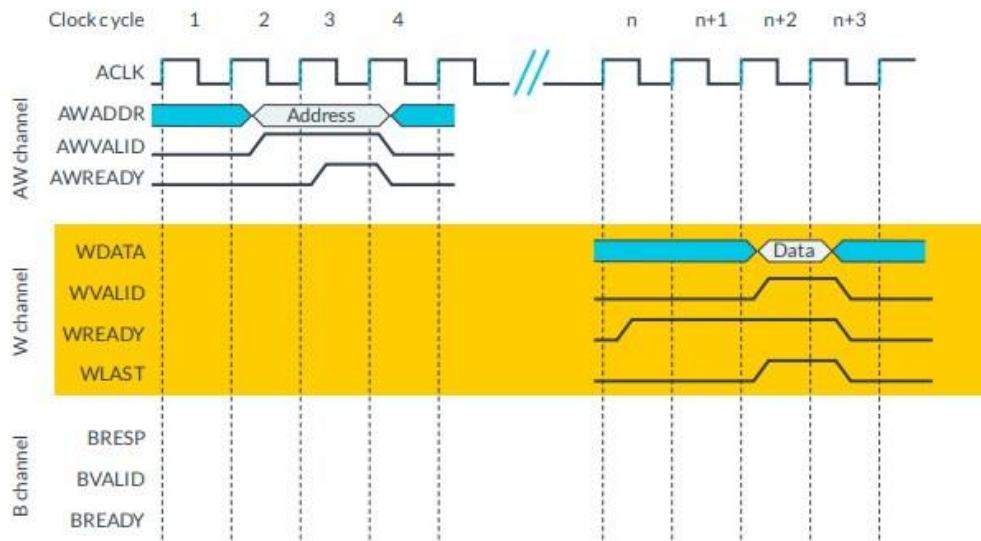 Clock cycle 1 2 3 4 n n+1 n+2 n+3
ACLK
AW channel
AWADDR Address
AWVALID
AWREADY
W channel
WDATA Data
WVALID
WREADY
WLAST
B channel
BRESP
BVALID
BREADY